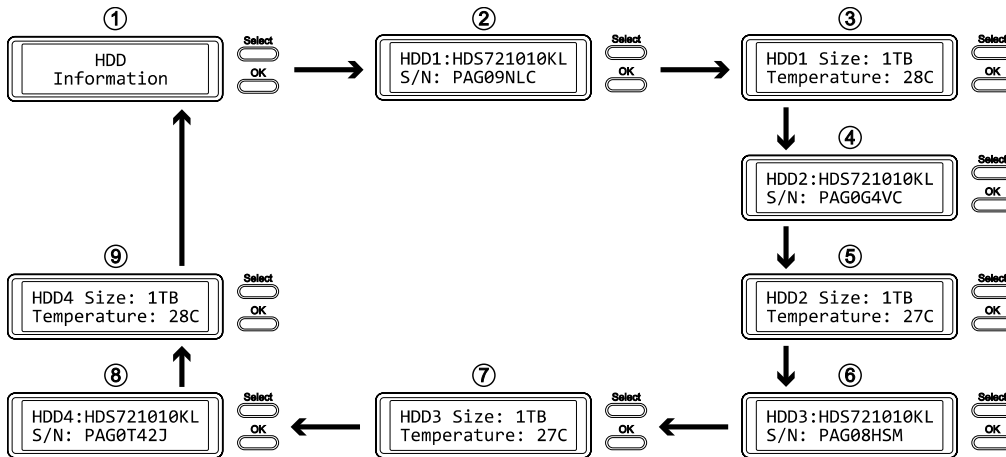 ①
HDD
Information
Select
OK
②
HDD1:HDS721010KL
S/N: PAG09NLC
Select
OK
③
HDD1 Size: 1TB
Temperature: 28C
Select
OK
④
HDD2:HDS721010KL
S/N: PAG0G4VC
Select
OK
⑤
HDD2 Size: 1TB
Temperature: 27C
Select
OK
⑥
HDD3:HDS721010KL
S/N: PAG08HSM
Select
OK
⑦
HDD3 Size: 1TB
Temperature: 27C
Select
OK
⑧
HDD4:HDS721010KL
S/N: PAG0T42J
Select
OK
⑨
HDD4 Size: 1TB
Temperature: 28C
Select
OK